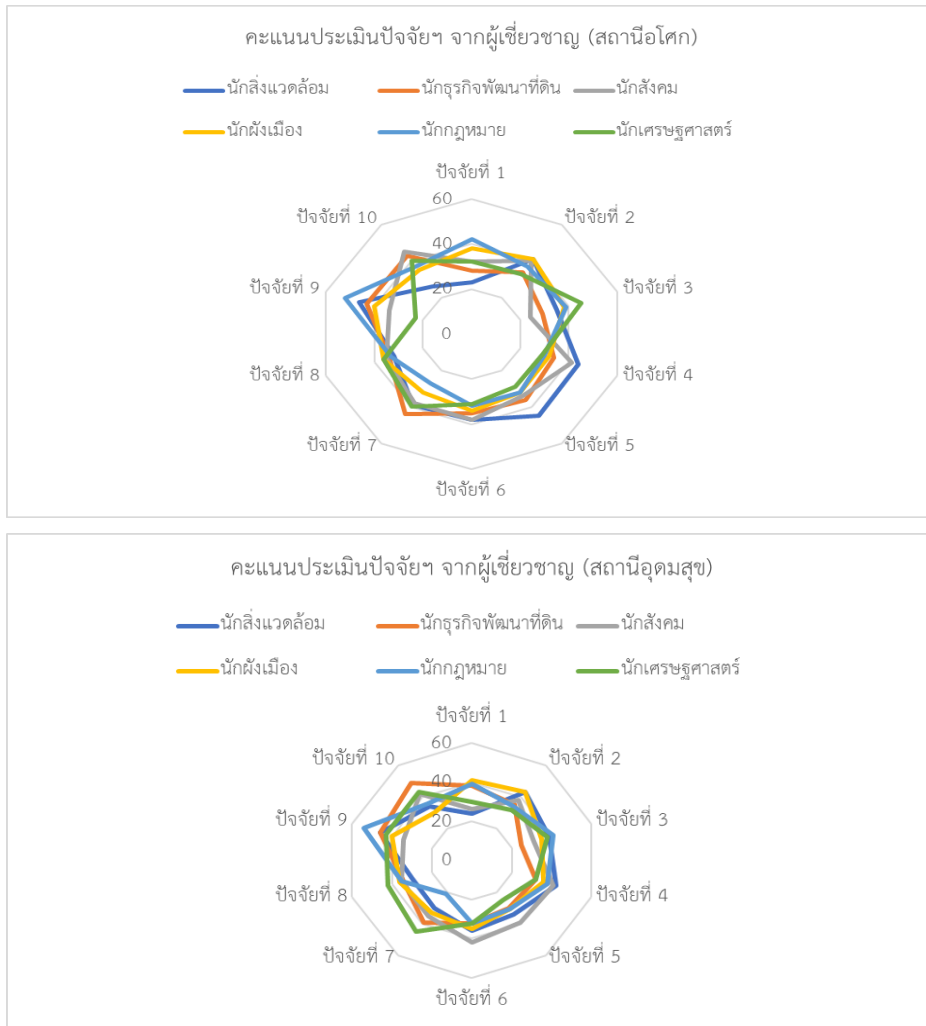 คะแนนประเมินปัจจัยฯ จากผู้เชี่ยวชาญ (สถานีอโศก)
นักสิ่งแวดล้อม นักธุรกิจพัฒนาที่ดิน นักสังคม
นักผังเมือง นักกฎหมาย นักเศรษฐศาสตร์
ปัจจัยที่ 1
60
ปัจจัยที่ 10 ปัจจัยที่ 2
40
ปัจจัยที่ 9 20 ปัจจัยที่ 3
0
ปัจจัยที่ 8 ปัจจัยที่ 4
ปัจจัยที่ 7 ปัจจัยที่ 5
ปัจจัยที่ 6
คะแนนประเมินปัจจัยฯ จากผู้เชี่ยวชาญ (สถานีอุดมสุข)
นักสิ่งแวดล้อม นักธุรกิจพัฒนาที่ดิน นักสังคม
นักผังเมือง นักกฎหมาย นักเศรษฐศาสตร์
ปัจจัยที่ 1
60
ปัจจัยที่ 10 ปัจจัยที่ 2
40
ปัจจัยที่ 9 20 ปัจจัยที่ 3
0
ปัจจัยที่ 8 ปัจจัยที่ 4
ปัจจัยที่ 7 ปัจจัยที่ 5
ปัจจัยที่ 6